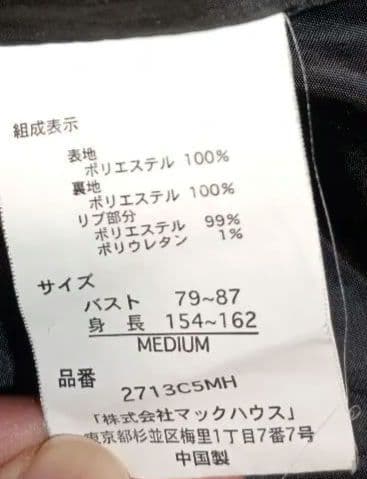 組成表示
表地
ポリエステル 100%
裏地
ポリエステル 100%
リブ部分
ポリエステル 99%
ポリウレタン 1%
サイズ
バスト 79~87
身 長 154~162
MEDIUM
品番
2713C5MH
「株式会社マックハウス」
東京都杉並区梅里1丁目7番7号
中国製